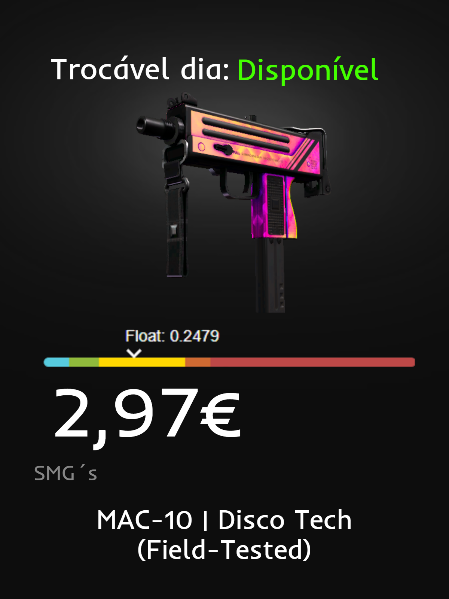 Trocável dia: Disponível
Float: 0.2479
2,97€
SMG´s
MAC-10 | Disco Tech
(Field-Tested)